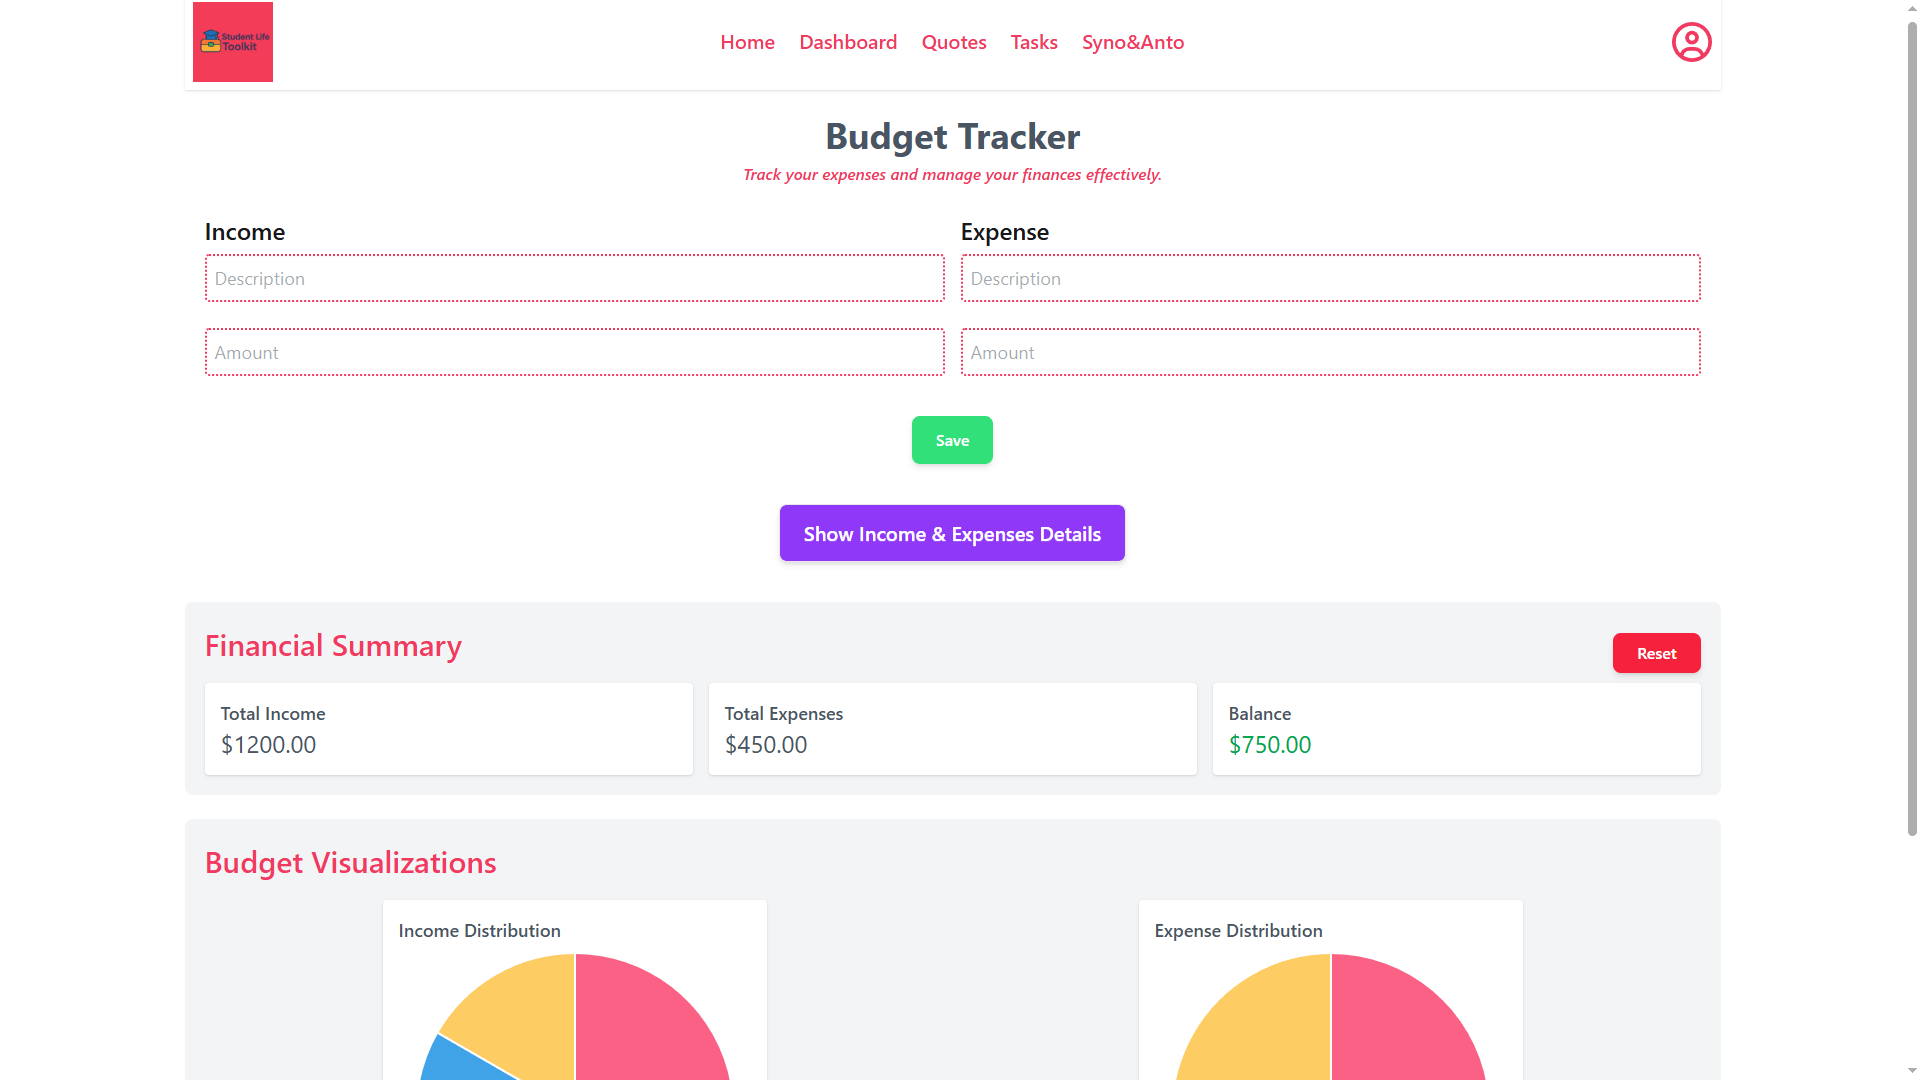 Student Life
Toolkit
Home Dashboard Quotes Tasks Syno&Anto
Budget Tracker
Track your expenses and manage your finances effectively.
Income
Description
Amount
Expense
Description
Amount
Save
Show Income & Expenses Details
Financial Summary
Reset
Total Income
$1200.00
Total Expenses
$450.00
Balance
$750.00
Budget Visualizations
Income Distribution
Expense Distribution